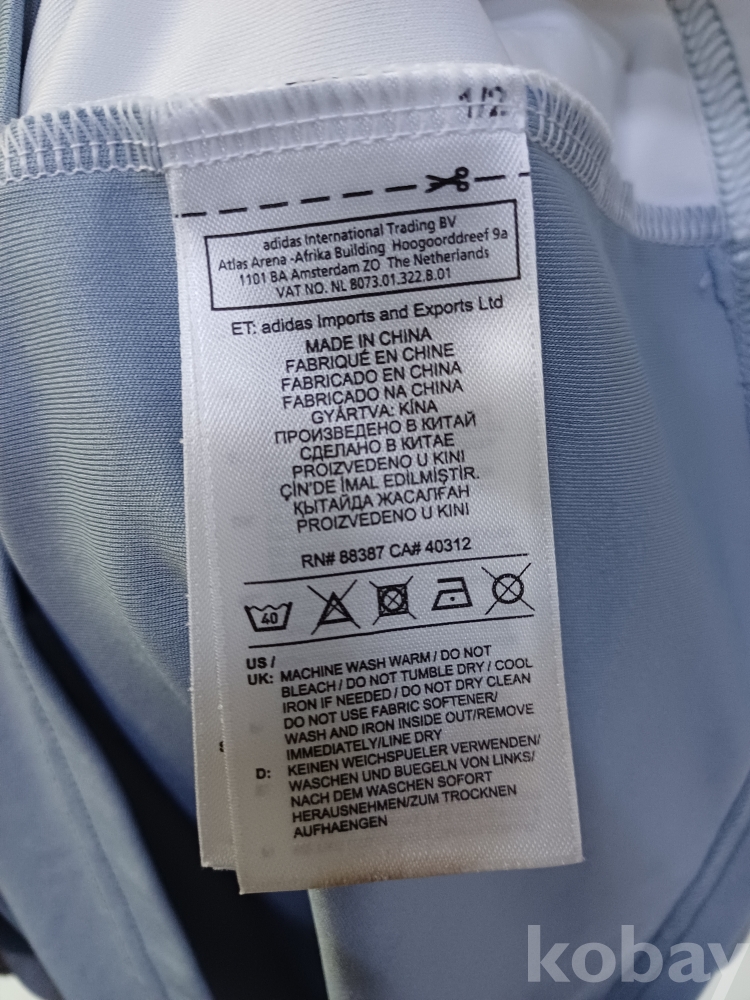 1/2
adidas International Trading BV
Atlas Arena -Afrika Building Hoogoorddreef 9a
1101 BA Amsterdam ZO The Netherlands
VAT NO. NL 8073.01.322.B.01
ET: adidas Imports and Exports Ltd
MADE IN CHINA
FABRIQUÉ EN CHINE
FABRICADO EN CHINA
FABRICADO NA CHINA
GYÁRTVA: KÍNA
ПРОИЗВЕДЕНО В КИТАЙ
СДЕЛАНО В КИТАЕ
PROIZVEDENO U KINI
ÇİN'DE İMAL EDİLMİŞTİR.
ҚЫТАЙДА ЖАСАЛҒАН
PROIZVEDENO U KINI
RN# 88387 CA# 40312
40
US /
UK: MACHINE WASH WARM / DO NOT
BLEACH / DO NOT TUMBLE DRY / COOL
IRON IF NEEDED / DO NOT DRY CLEAN
DO NOT USE FABRIC SOFTENER/
WASH AND IRON INSIDE OUT/REMOVE
IMMEDIATELY/LINE DRY
D: KEINEN WEICHSPUELER VERWENDEN/
WASCHEN UND BUEGELN VON LINKS/
NACH DEM WASCHEN SOFORT
HERAUSNEHMEN/ZUM TROCKNEN
AUFHAENGEN
kobay